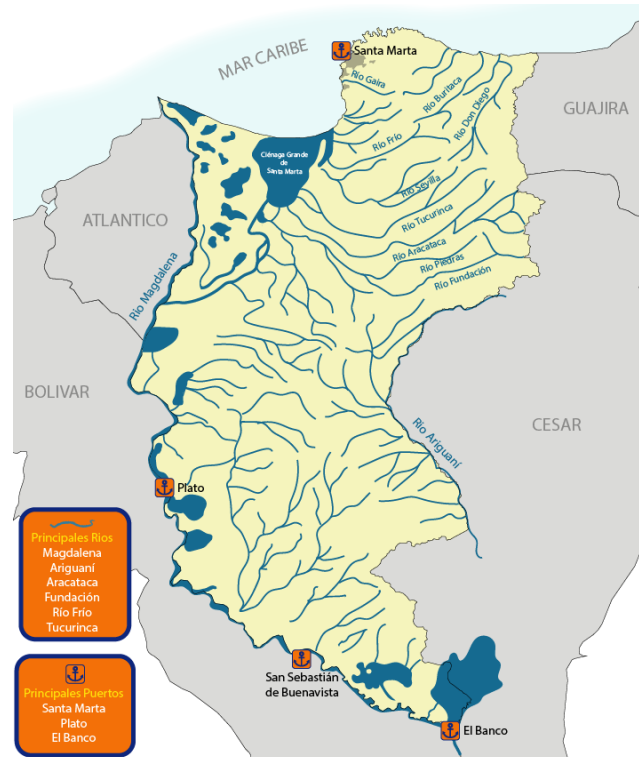 MAR CARIBE
Santa Marta
Río Gaira
Río Buritaca
Río Don Diego
GUAJIRA
Río Frío
Ciénaga Grande
de
Santa Marta
Río Sevilla
ATLANTICO
Río Tucurinca
Río Aracataca
Río Piedras
Río Fundación
Río Magdalena
BOLIVAR
CESAR
Río Ariguaní
Plato
Principales Rios
Magdalena
Ariguaní
Aracataca
Fundación
Río Frío
Tucurinca
San Sebastián
de Buenavista
Principales Puertos
Santa Marta
Plato
El Banco
El Banco